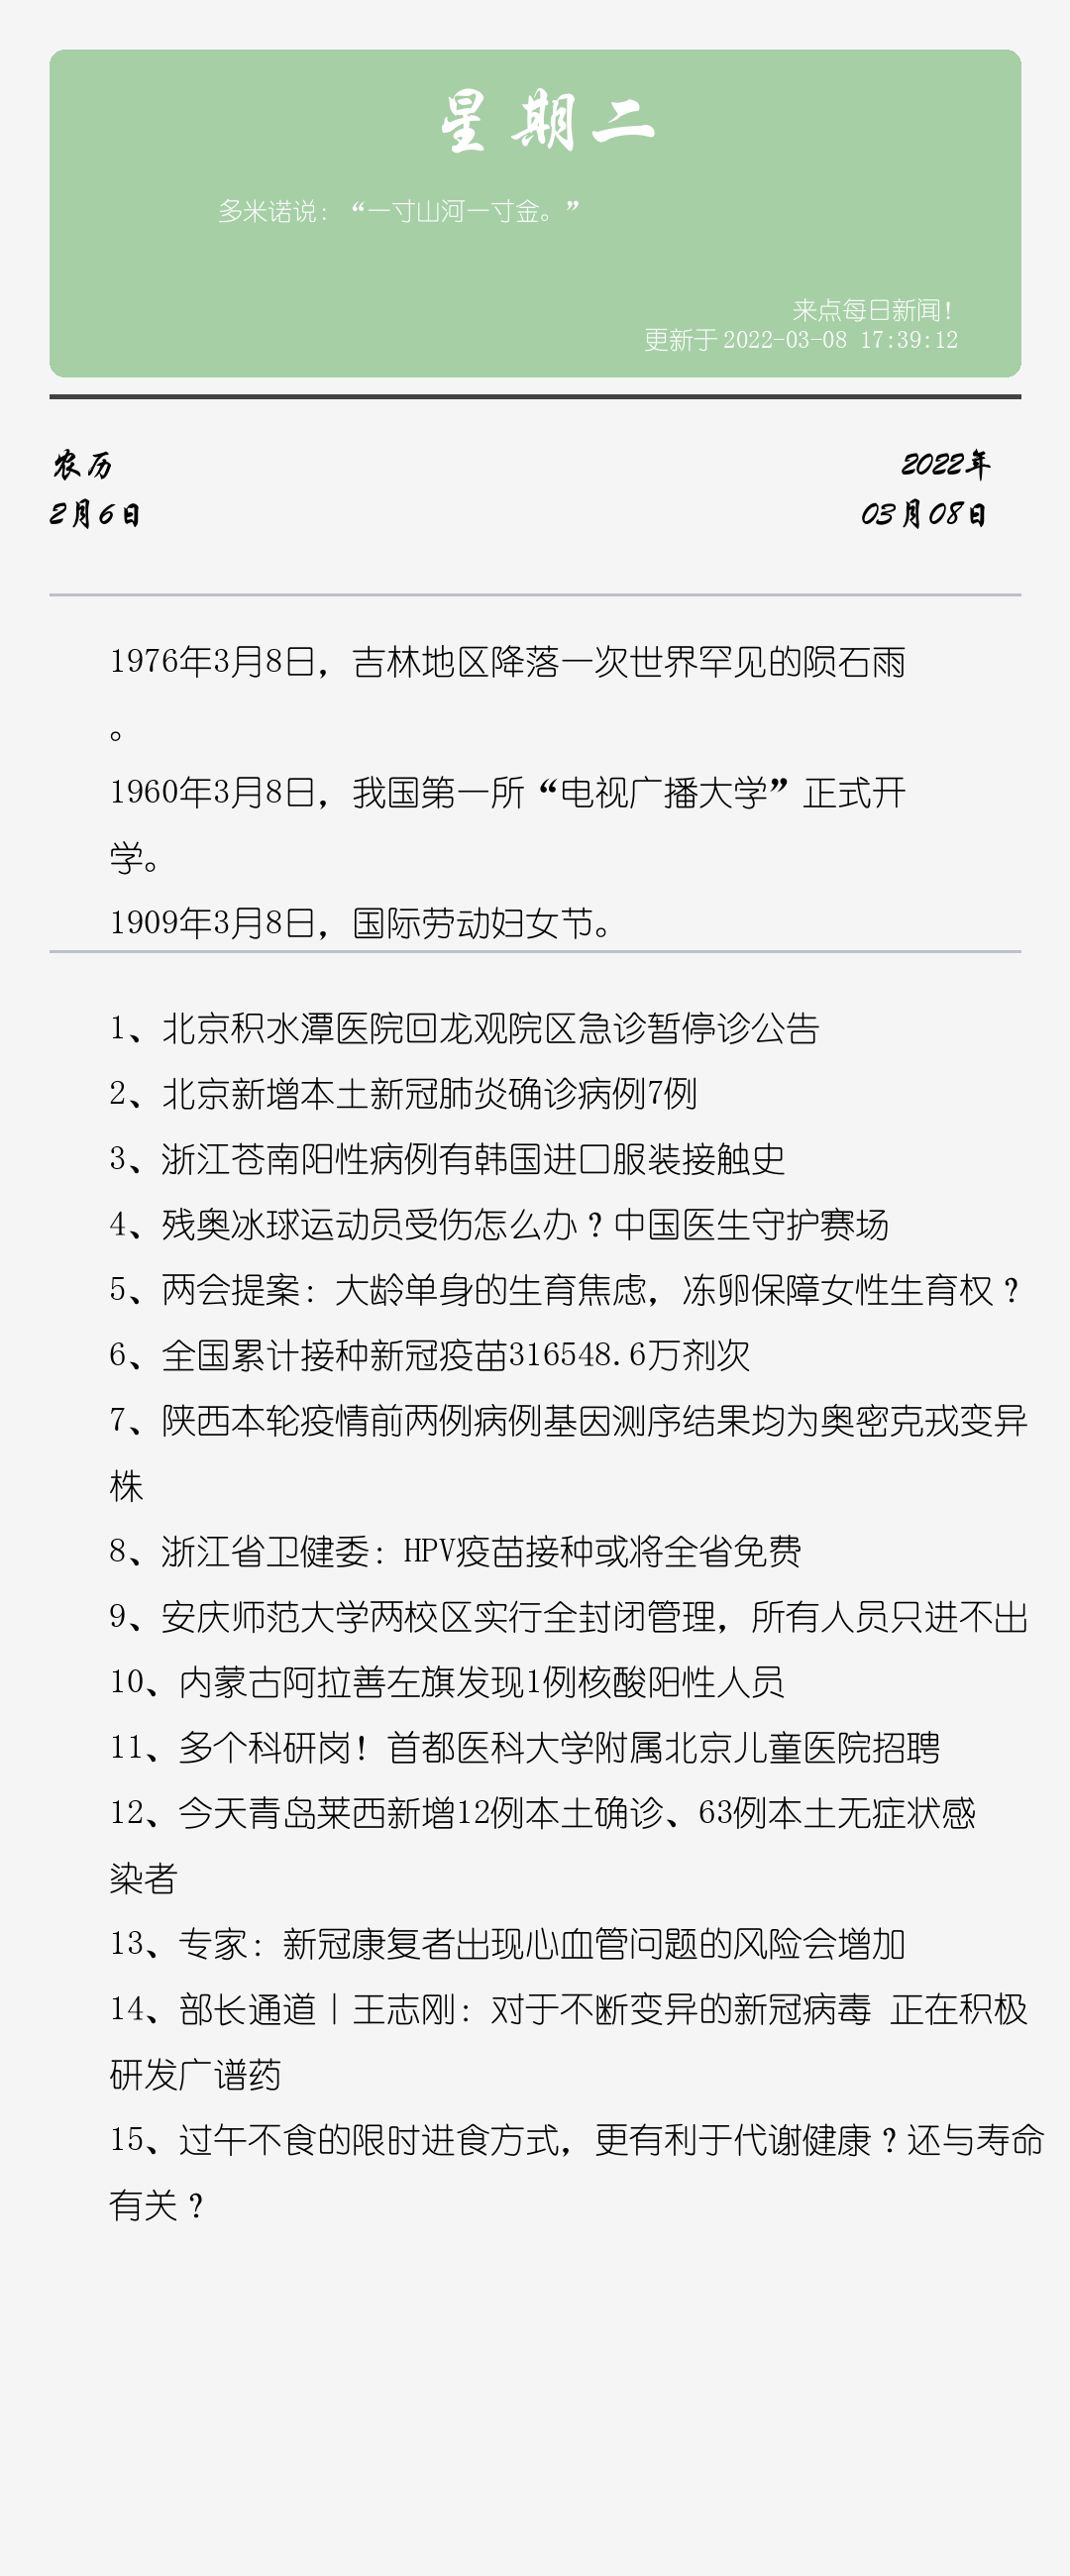 星期二
多米诺说：“一寸山河一寸金。”
来点每日新闻！
更新于 2022-03-08 17:39:12
农历
2月6日
2022年
03月08日
1976年3月8日，吉林地区降落一次世界罕见的陨石雨
。
1960年3月8日，我国第一所“电视广播大学”正式开
学。
1909年3月8日，国际劳动妇女节。
1、北京积水潭医院回龙观院区急诊暂停诊公告
2、北京新增本土新冠肺炎确诊病例7例
3、浙江苍南阳性病例有韩国进口服装接触史
4、残奥冰球运动员受伤怎么办？中国医生守护赛场
5、两会提案：大龄单身的生育焦虑，冻卵保障女性生育权？
6、全国累计接种新冠疫苗316548.6万剂次
7、陕西本轮疫情前两例病例基因测序结果均为奥密克戎变异
株
8、浙江省卫健委：HPV疫苗接种或将全省免费
9、安庆师范大学两校区实行全封闭管理，所有人员只进不出
10、内蒙古阿拉善左旗发现1例核酸阳性人员
11、多个科研岗！首都医科大学附属北京儿童医院招聘
12、今天青岛莱西新增12例本土确诊、63例本土无症状感
染者
13、专家：新冠康复者出现心血管问题的风险会增加
14、部长通道丨王志刚：对于不断变异的新冠病毒 正在积极
研发广谱药
15、过午不食的限时进食方式，更有利于代谢健康？还与寿命
有关？